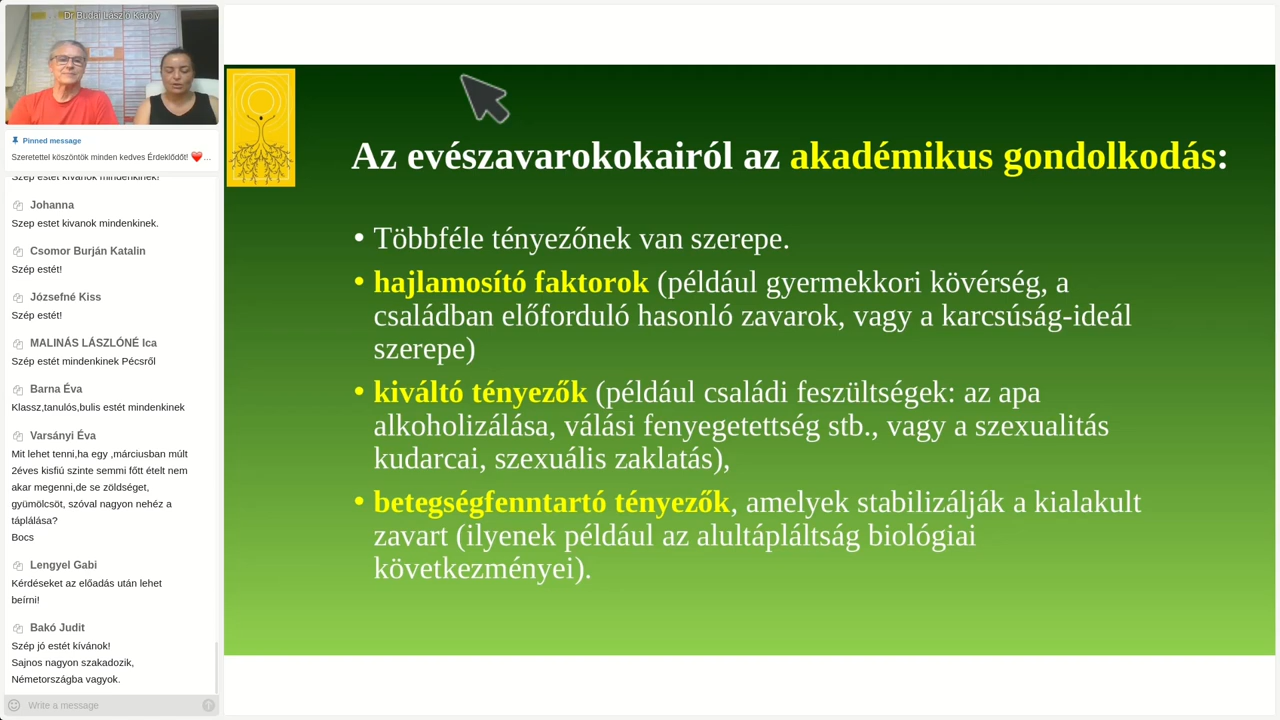 Dr Budai László Károly
Pinned message
Szeretettel köszöntök minden kedves Érdeklődőt! ❤️...
Szép estét kívánok mindenkinek!
Johanna
Szep estet kivanok mindenkinek.
Csomor Burján Katalin
Szép estét!
Józsefné Kiss
Szép estét!
MALINÁS LÁSZLÓNÉ Ica
Szép estét mindenkinek Pécsről
Barna Éva
Klassz,tanulós,bulis estét mindenkinek
Varsányi Éva
Mit lehet tenni,ha egy ,márciusban múlt
2éves kisfiú szinte semmi főtt ételt nem
akar megenni,de se zöldséget,
gyümölcsöt, szóval nagyon nehéz a
táplálása?
Bocs
Lengyel Gabi
Kérdéseket az előadás után lehet
beírni!
Bakó Judit
Szép jó estét kívánok!
Sajnos nagyon szakadozik,
Németországba vagyok.
Write a message
Az evészavarokokairól az akadémikus gondolkodás:
• Többféle tényezőnek van szerepe.
• hajlamosító faktorok (például gyermekkori kövérség, a
családban előforduló hasonló zavarok, vagy a karcsúság-ideál
szerepe)
• kiváltó tényezők (például családi feszültségek: az apa
alkoholizálása, válási fenyegetettség stb., vagy a szexualitás
kudarcai, szexuális zaklatás),
• betegségfenntartó tényezők, amelyek stabilizálják a kialakult
zavart (ilyenek például az alultápláltság biológiai
következményei).